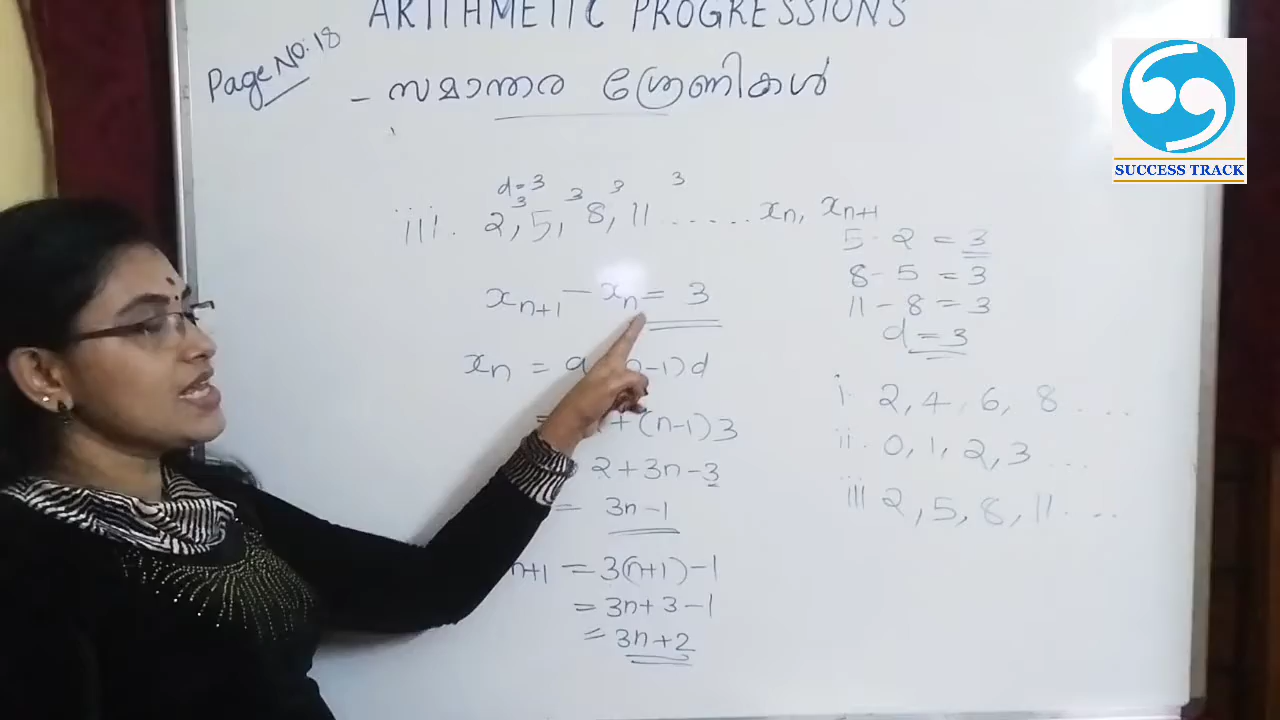 ARITHMETIC PROGRESSIONS
Page No:18
- സമാന്തര ശ്രേണികൾ
d=3 3 3 3 3
iii. 2, 5, 8, 11 ..... xn, xn+1
5 - 2 = 3
8 - 5 = 3
11 - 8 = 3
d = 3
xn+1 - xn = 3
xn = a (n-1)d
= + (n-1)3
2+3n-3
= 3n-1
n+1 = 3(n+1)-1
= 3n+3-1
= 3n+2
i. 2, 4, 6, 8 ....
ii. 0, 1, 2, 3 ...
iii 2, 5, 8, 11. ...
SUCCESS TRACK